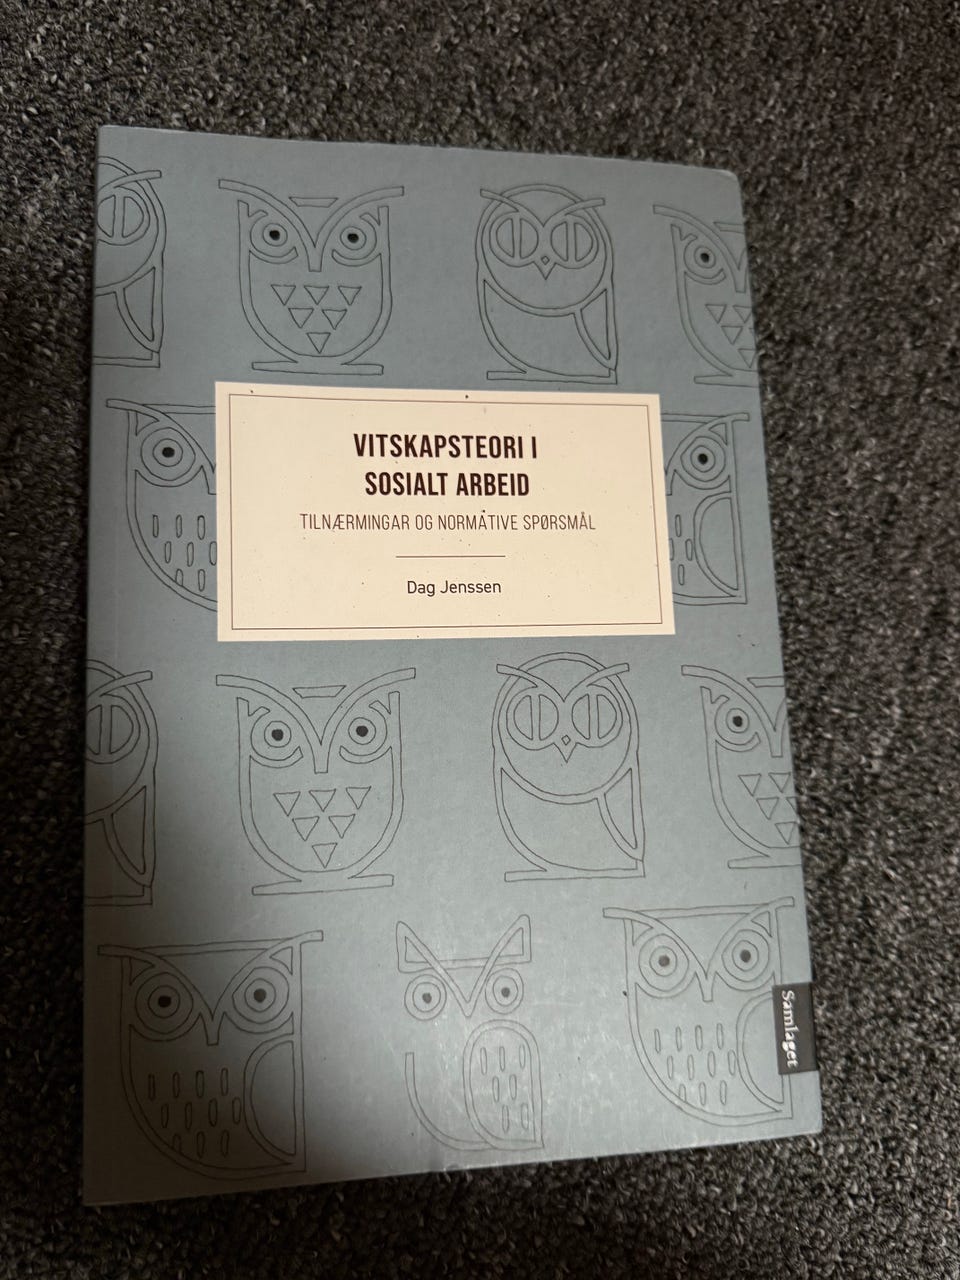 VITSKAPSTEORI I
SOSIALT ARBEID
TILNÆRMINGAR OG NORMATIVE SPØRSMÅL
Dag Jenssen
Samlaget